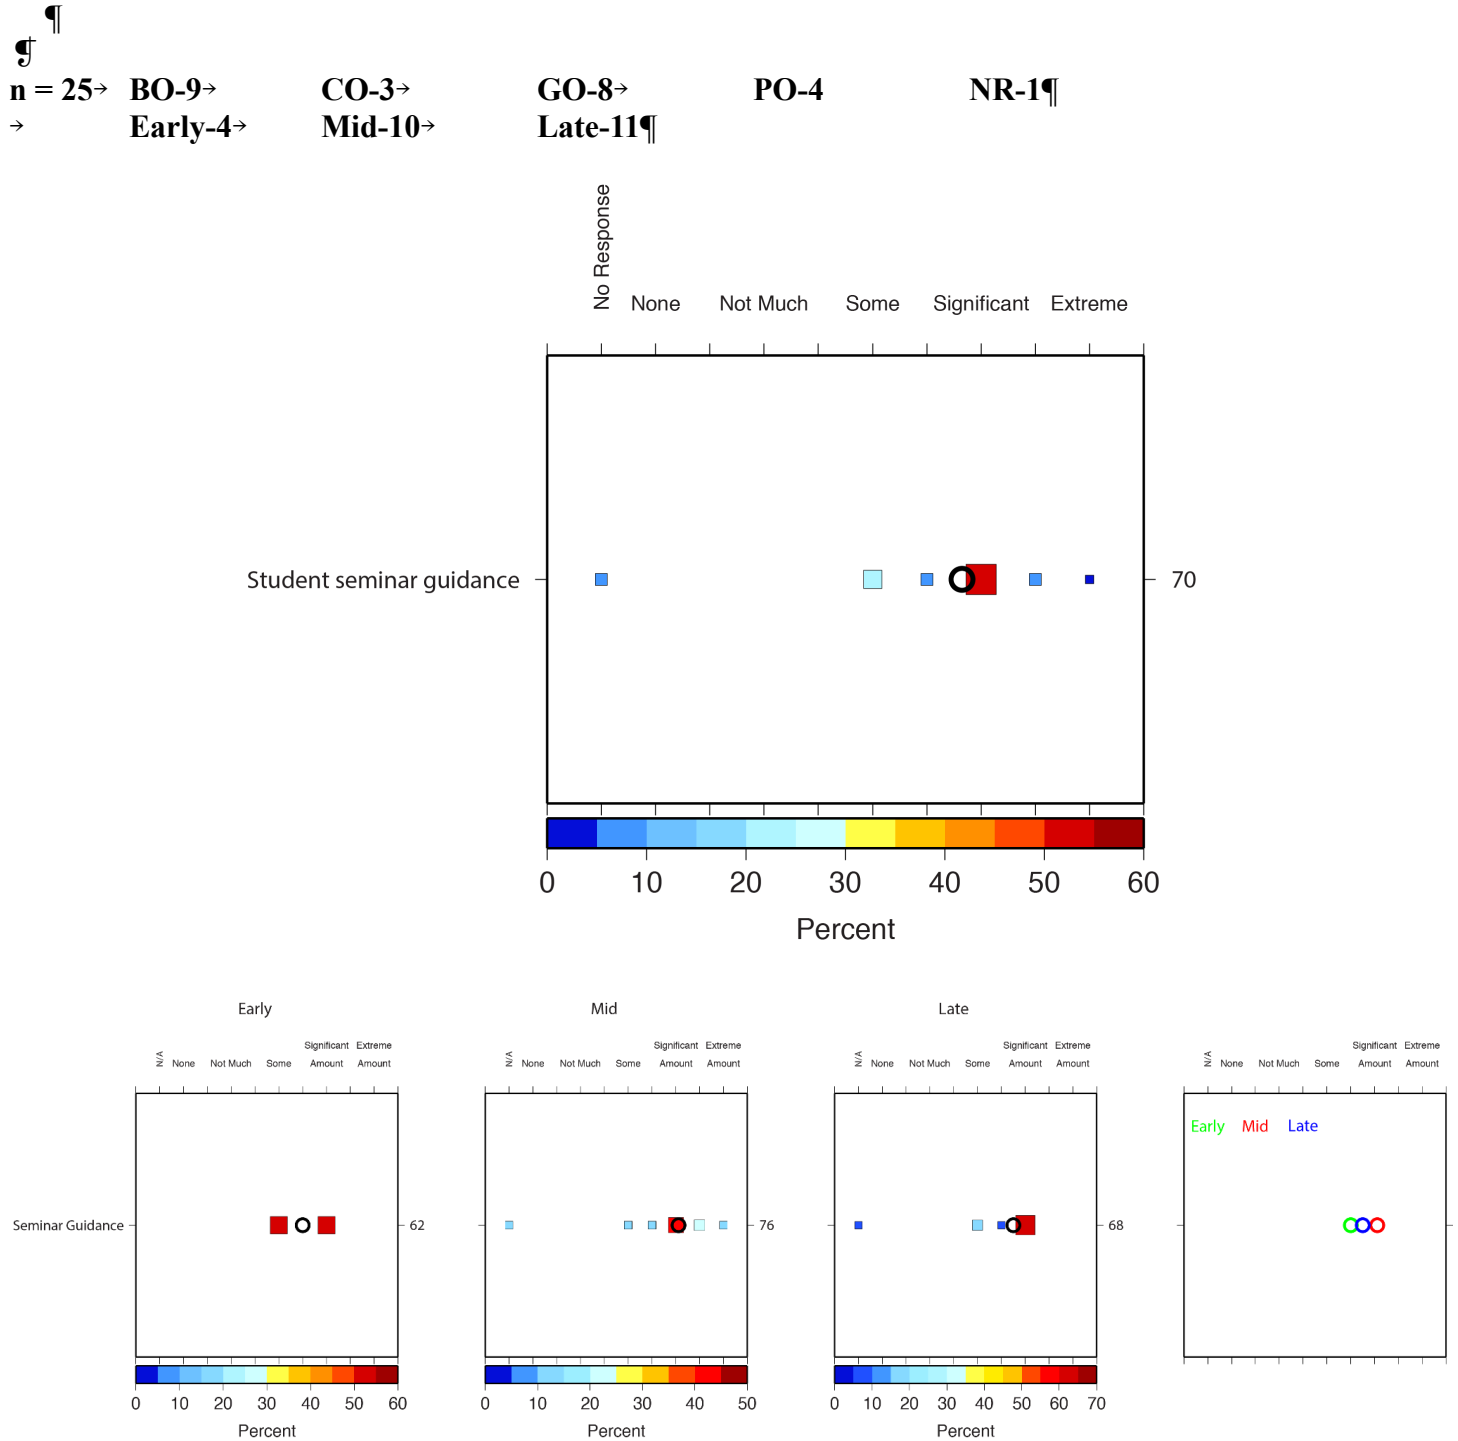 ¶
¶
n = 25→ BO-9→ CO-3→ GO-8→ PO-4 NR-1¶
→ Early-4→ Mid-10→ Late-11¶
No Response None Not Much Some Significant Extreme
Student seminar guidance 70
0 10 20 30 40 50 60
Percent
Early Mid Late
N/A None Not Much Some Significant Amount Extreme Amount
N/A None Not Much Some Significant Amount Extreme Amount
N/A None Not Much Some Significant Amount Extreme Amount
N/A None Not Much Some Significant Amount Extreme Amount
Early Mid Late
Seminar Guidance 62 76 68
0 10 20 30 40 50 60
Percent
0 10 20 30 40 50
Percent
0 10 20 30 40 50 60 70
Percent